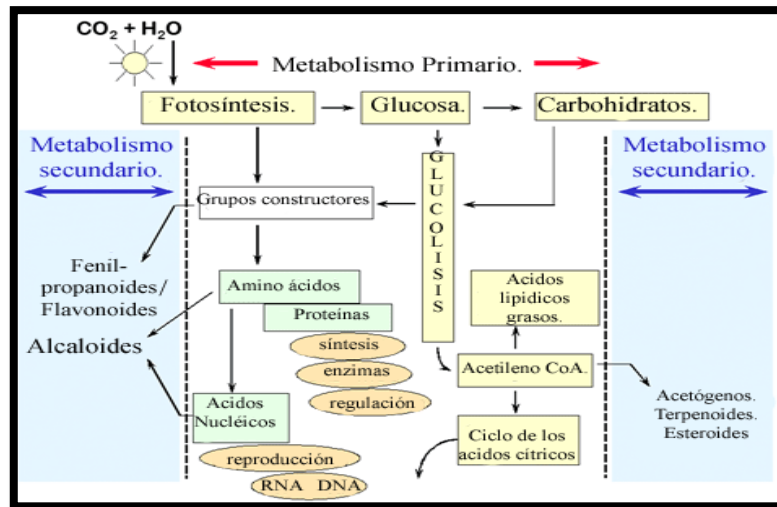 CO2 + H2O
Metabolismo Primario.
Fotosíntesis.
Glucosa.
Carbohidratos.
Metabolismo
secundario.
Metabolismo
secundario.
G
L
U
C
O
L
I
S
I
S
Grupos constructores
Fenil-
propanoides/
Flavonoides
Amino ácidos
Acidos
lipidicos
grasos.
Proteínas
Alcaloides
síntesis
enzimas
Acetileno CoA.
regulación
Acidos
Nucléicos
Acetógenos.
Terpenoides.
Esteroides
Ciclo de los
acidos cítricos
reproducción
RNA DNA